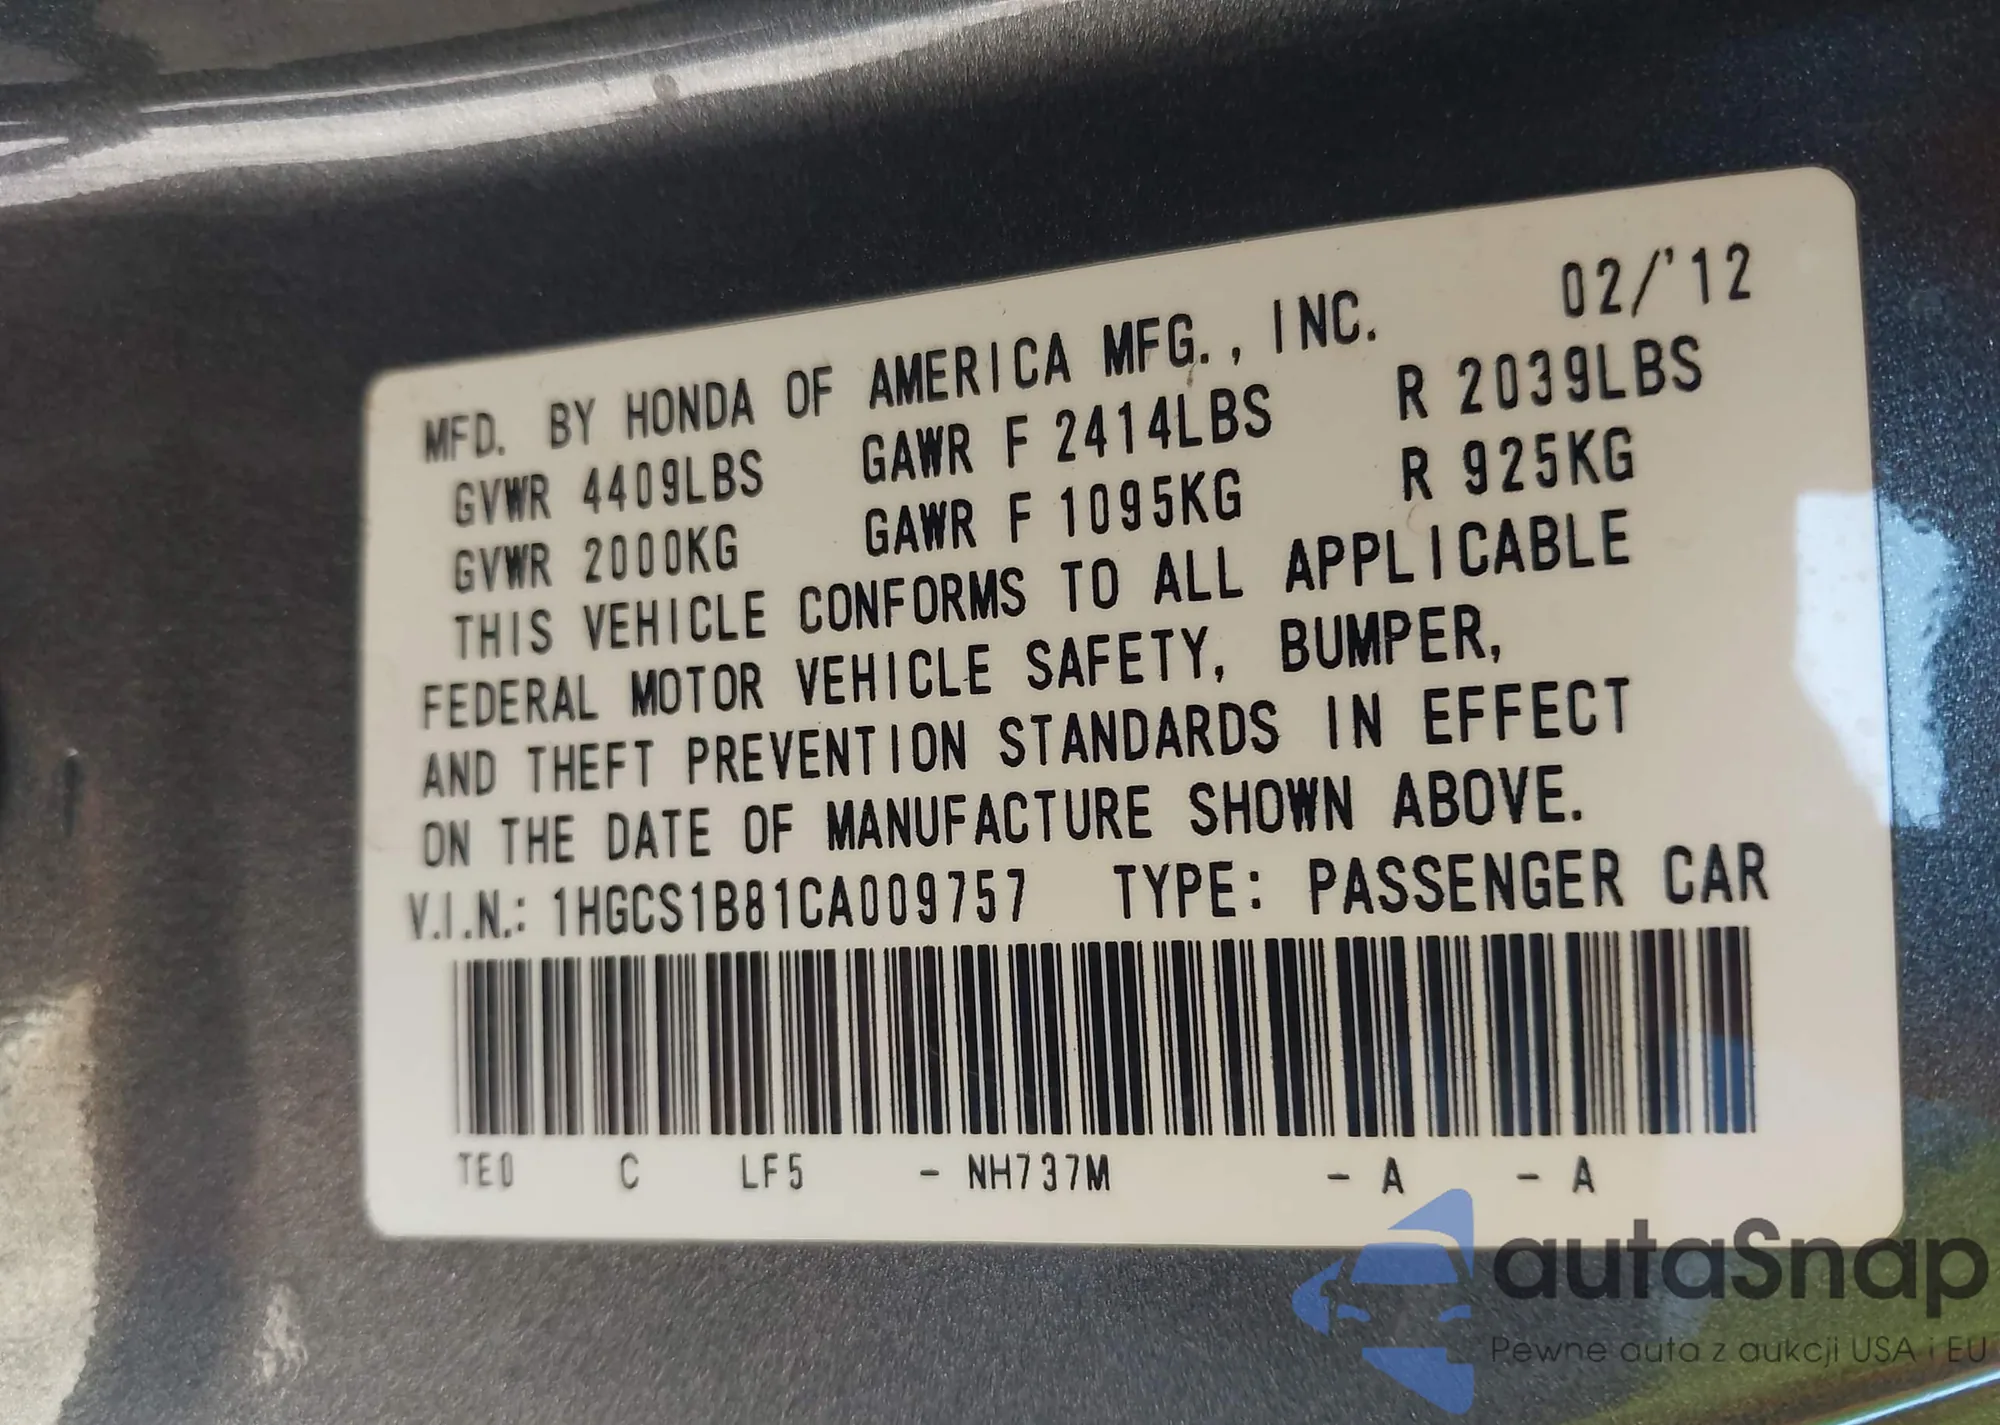 02/'12
MFD. BY HONDA OF AMERICA MFG., INC.
GVWR 4409LBS GAWR F 2414LBS R 2039LBS
GVWR 2000KG GAWR F 1095KG R 925KG
THIS VEHICLE CONFORMS TO ALL APPLICABLE
FEDERAL MOTOR VEHICLE SAFETY, BUMPER,
AND THEFT PREVENTION STANDARDS IN EFFECT
ON THE DATE OF MANUFACTURE SHOWN ABOVE.
V.I.N.: 1HGCS1B81CA009757 TYPE: PASSENGER CAR
TE0 C LF5 - NH737M - A - A
autaSnap
Pewne auta z aukcji USA i EU